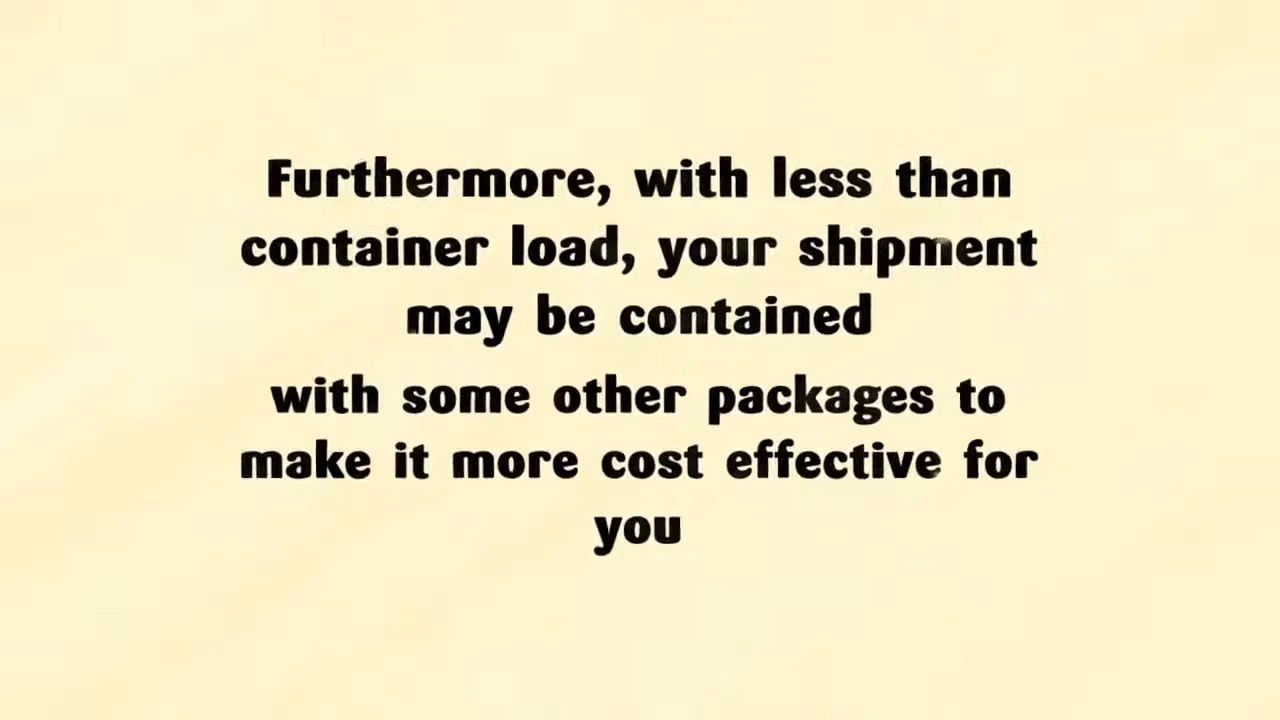 Furthermore, with less than
container load, your shipment
may be contained
with some other packages to
make it more cost effective for
you